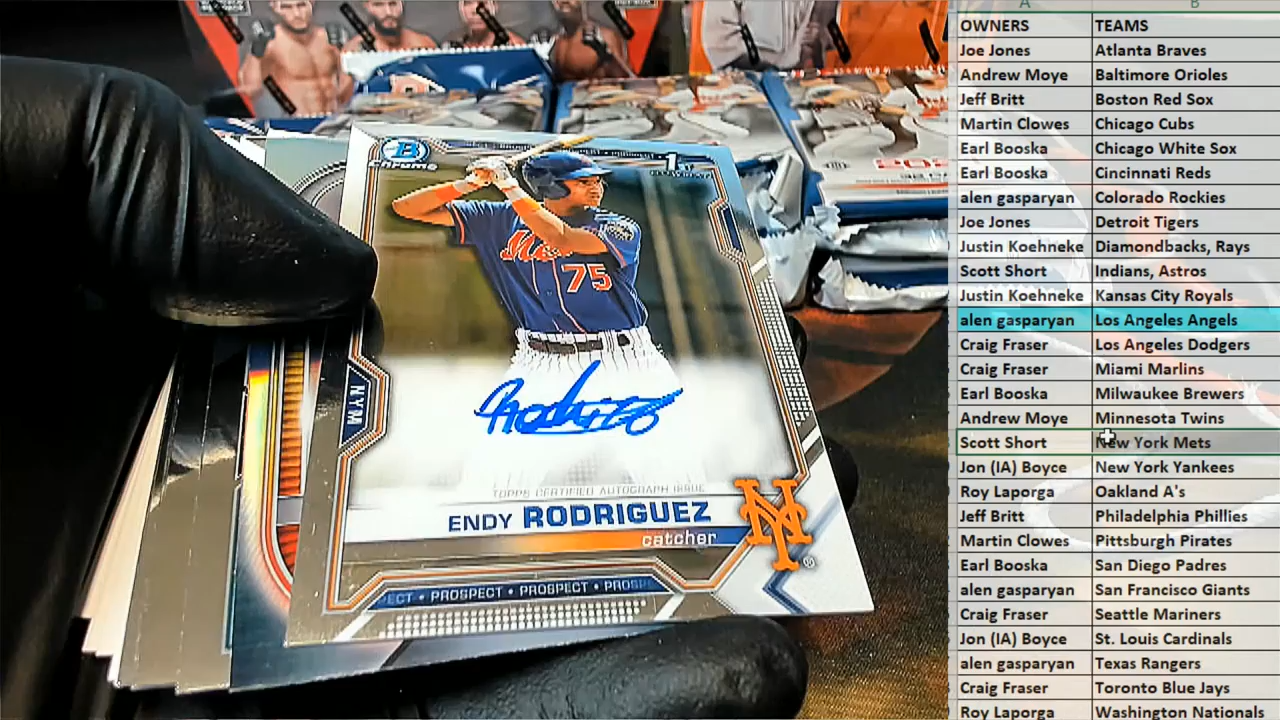 B
chrome
1ST
BOWMAN
Mets
75
NYM
Rodriguez
TOPPS CERTIFIED AUTOGRAPH ISSUE
ENDY RODRIGUEZ
catcher
NY
®
ECT • PROSPECT • PROSPECT • PROSP
A B
OWNERS TEAMS
Joe Jones Atlanta Braves
Andrew Moye Baltimore Orioles
Jeff Britt Boston Red Sox
Martin Clowes Chicago Cubs
Earl Booska Chicago White Sox
Earl Booska Cincinnati Reds
alen gasparyan Colorado Rockies
Joe Jones Detroit Tigers
Justin Koehneke Diamondbacks, Rays
Scott Short Indians, Astros
Justin Koehneke Kansas City Royals
alen gasparyan Los Angeles Angels
Craig Fraser Los Angeles Dodgers
Craig Fraser Miami Marlins
Earl Booska Milwaukee Brewers
Andrew Moye Minnesota Twins
Scott Short New York Mets
Jon (IA) Boyce New York Yankees
Roy Laporga Oakland A's
Jeff Britt Philadelphia Phillies
Martin Clowes Pittsburgh Pirates
Earl Booska San Diego Padres
alen gasparyan San Francisco Giants
Craig Fraser Seattle Mariners
Jon (IA) Boyce St. Louis Cardinals
alen gasparyan Texas Rangers
Craig Fraser Toronto Blue Jays
Roy Laporga Washington Nationals